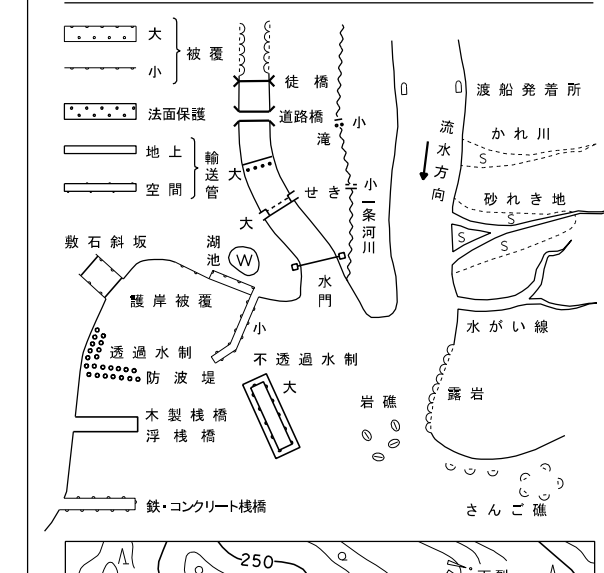 大
小
被覆
法面保護
地上
空間
輸送管
徒橋
道路橋
小
滝
大
せき
小
大
一条河川
水門
流水方向
渡船発着所
かれ川
S
砂れき地
S
S
S
敷石斜坂
湖池
W
護岸被覆
小
透過水制
防波堤
不透過水制
大
木製桟橋
浮桟橋
鉄・コンクリート桟橋
岩礁
水がい線
露岩
さんご礁
250